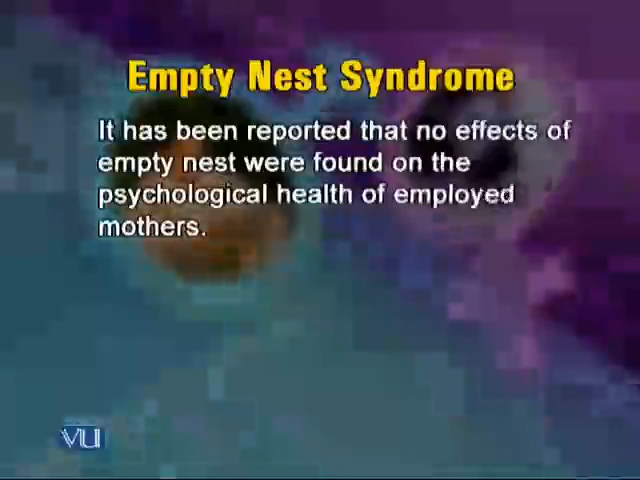 Empty Nest Syndrome
It has been reported that no effects of
empty nest were found on the
psychological health of employed
mothers.
VU